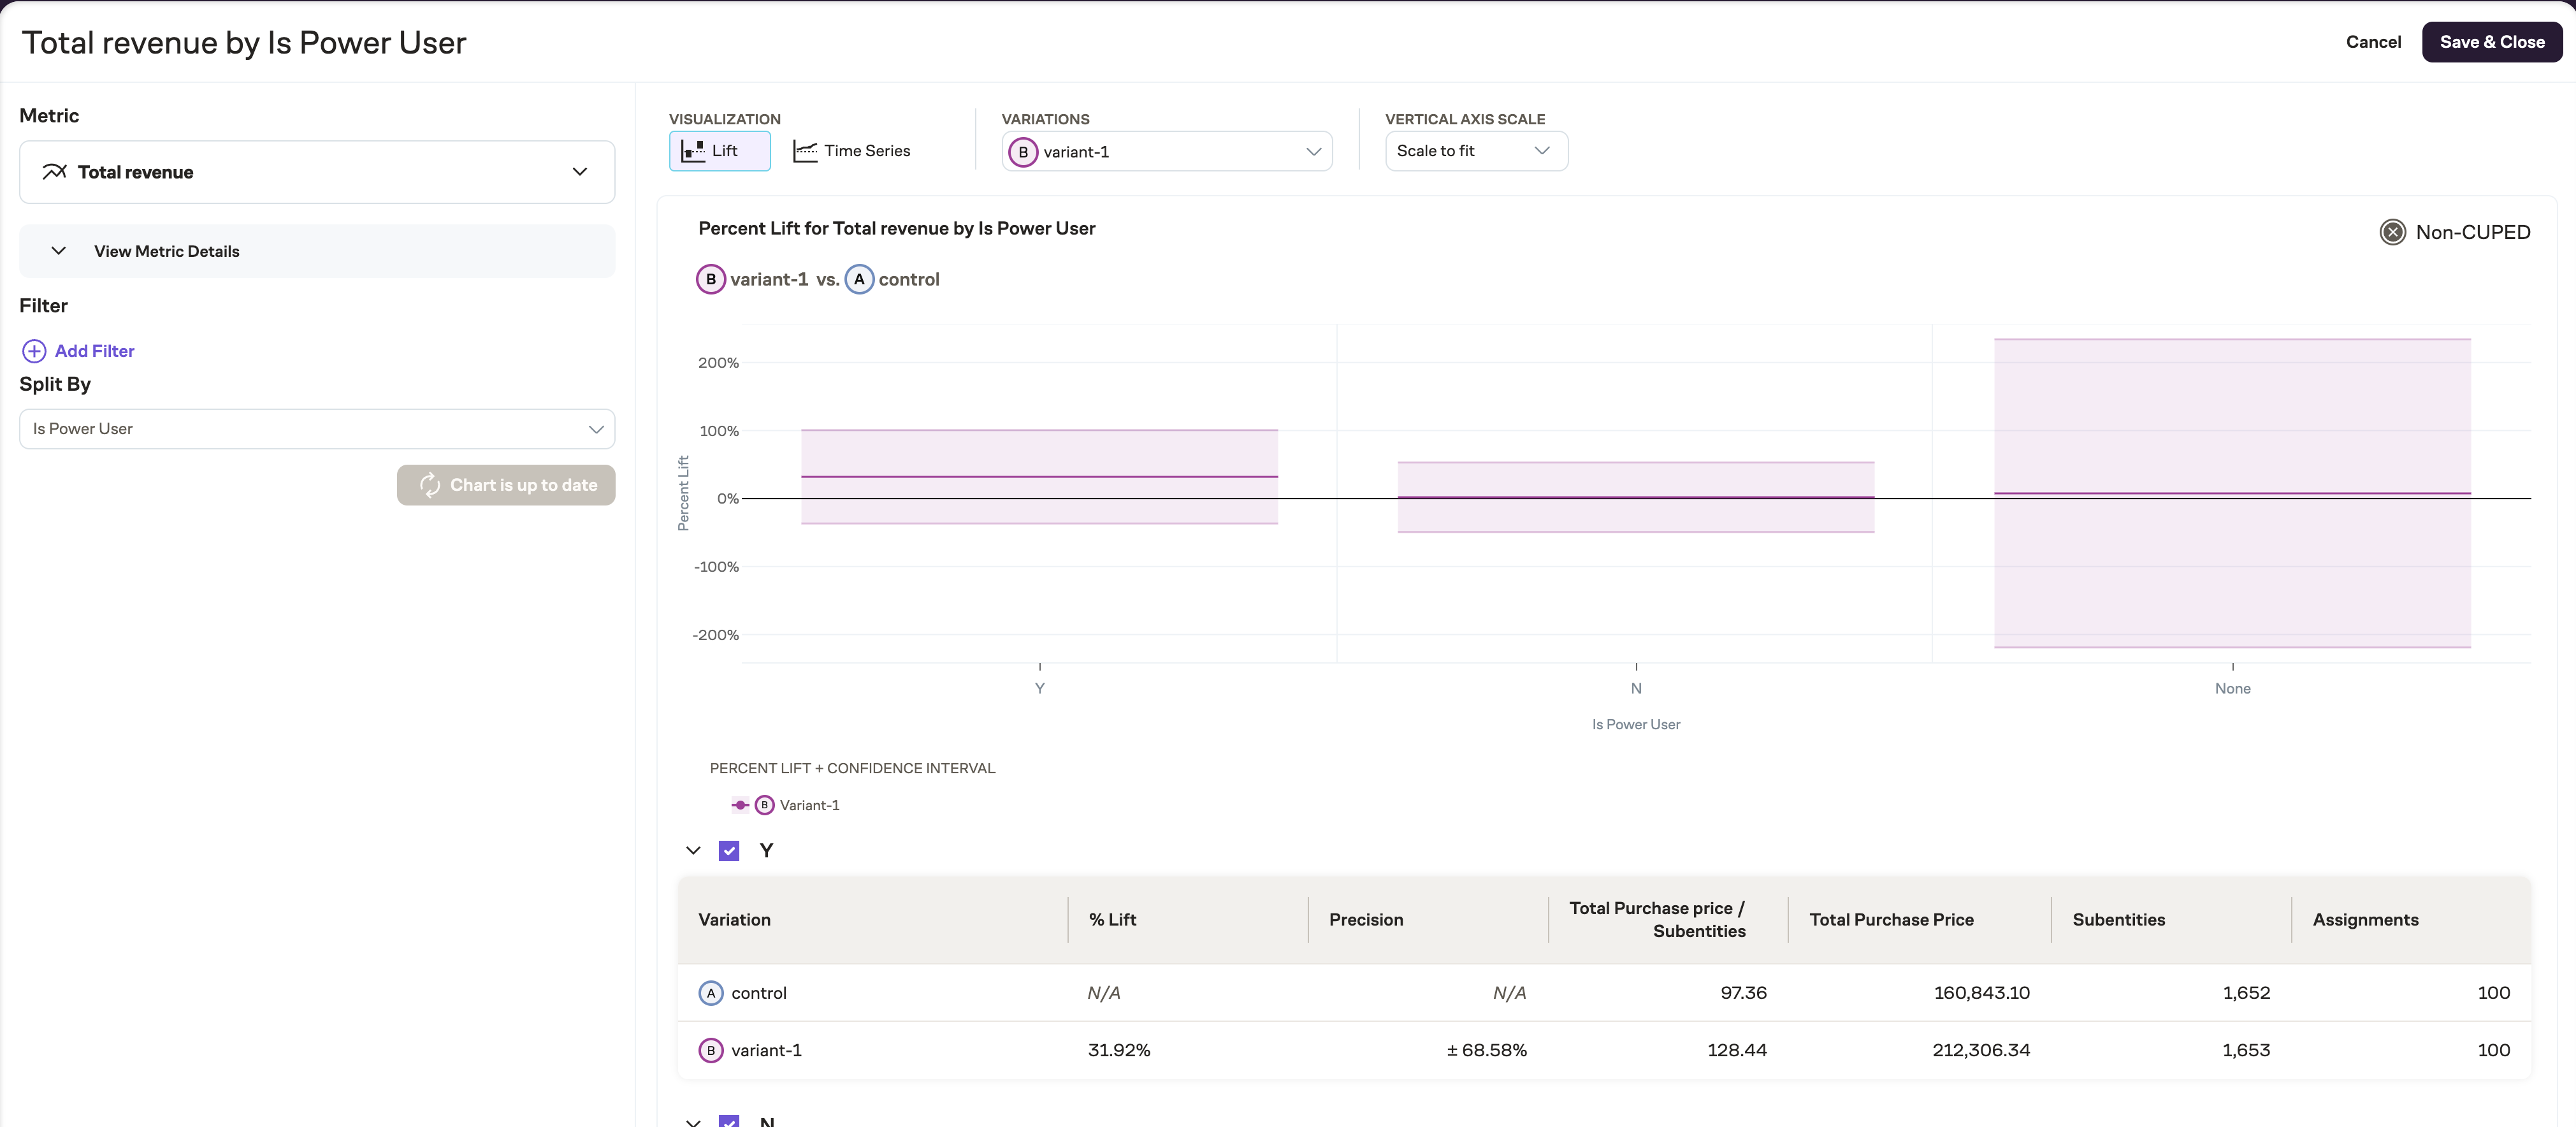 Total revenue by Is Power User
Cancel
Save & Close
Metric
Total revenue
View Metric Details
Filter
Add Filter
Split By
Is Power User
Chart is up to date
VISUALIZATION
Lift
Time Series
VARIATIONS
B variant-1
VERTICAL AXIS SCALE
Scale to fit
Percent Lift for Total revenue by Is Power User
Non-CUPED
B variant-1 vs. A control
Percent Lift
200%
100%
0%
-100%
-200%
Y
N
None
Is Power User
PERCENT LIFT + CONFIDENCE INTERVAL
B Variant-1
Y
Variation % Lift Precision Total Purchase price / Subentities Total Purchase Price Subentities Assignments
A control N/A N/A 97.36 160,843.10 1,652 100
B variant-1 31.92% ± 68.58% 128.44 212,306.34 1,653 100
N